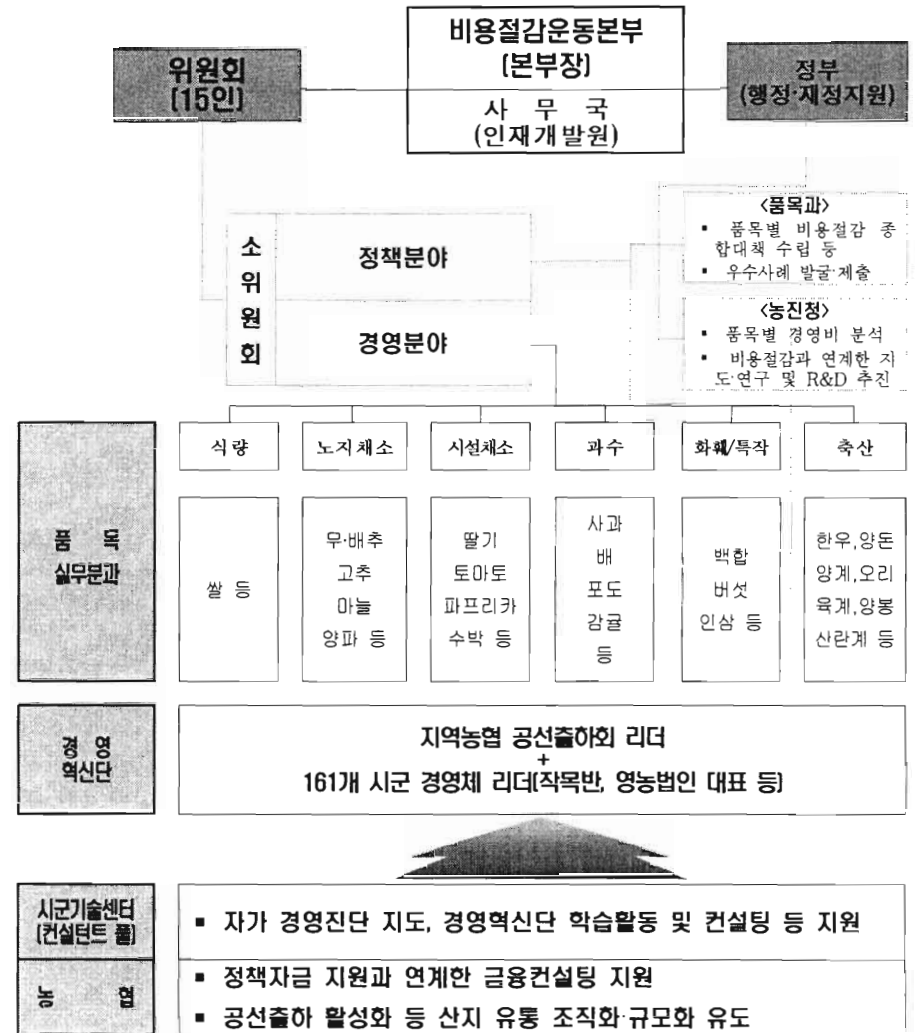 비용절감운동본부
(본부장)
사 무 국
(인재개발원)
위원회
(15인)
정부
(행정·재정지원)
<품목과>
▪ 품목별 비용절감 종
합대책 수립 등
▪ 우수사례 발굴·제출
<농진청>
▪ 품목별 경영비 분석
▪ 비용절감과 연계한 지
도·연구 및 R&D 추진
소
위
원
회
정책분야
경영분야
품 목
실무분과
식량
노지채소
시설채소
과수
화훼/특작
축산
쌀 등
무·배추
고추
마늘
양파 등
딸기
토마토
파프리카
수박 등
사과
배
포도
감귤
등
백합
버섯
인삼 등
한우,양돈
양계,오리
육계,양봉
산란계 등
경 영
혁신단
지역농협 공선출하회 리더
+
161개 시군 경영체 리더(작목반, 영농법인 대표 등)
시군기술센터
(컨설턴트 풀)
▪ 자가 경영진단 지도, 경영혁신단 학습활동 및 컨설팅 등 지원
농 협
▪ 정책자금 지원과 연계한 금융컨설팅 지원
▪ 공선출하 활성화 등 산지 유통 조직화·규모화 유도